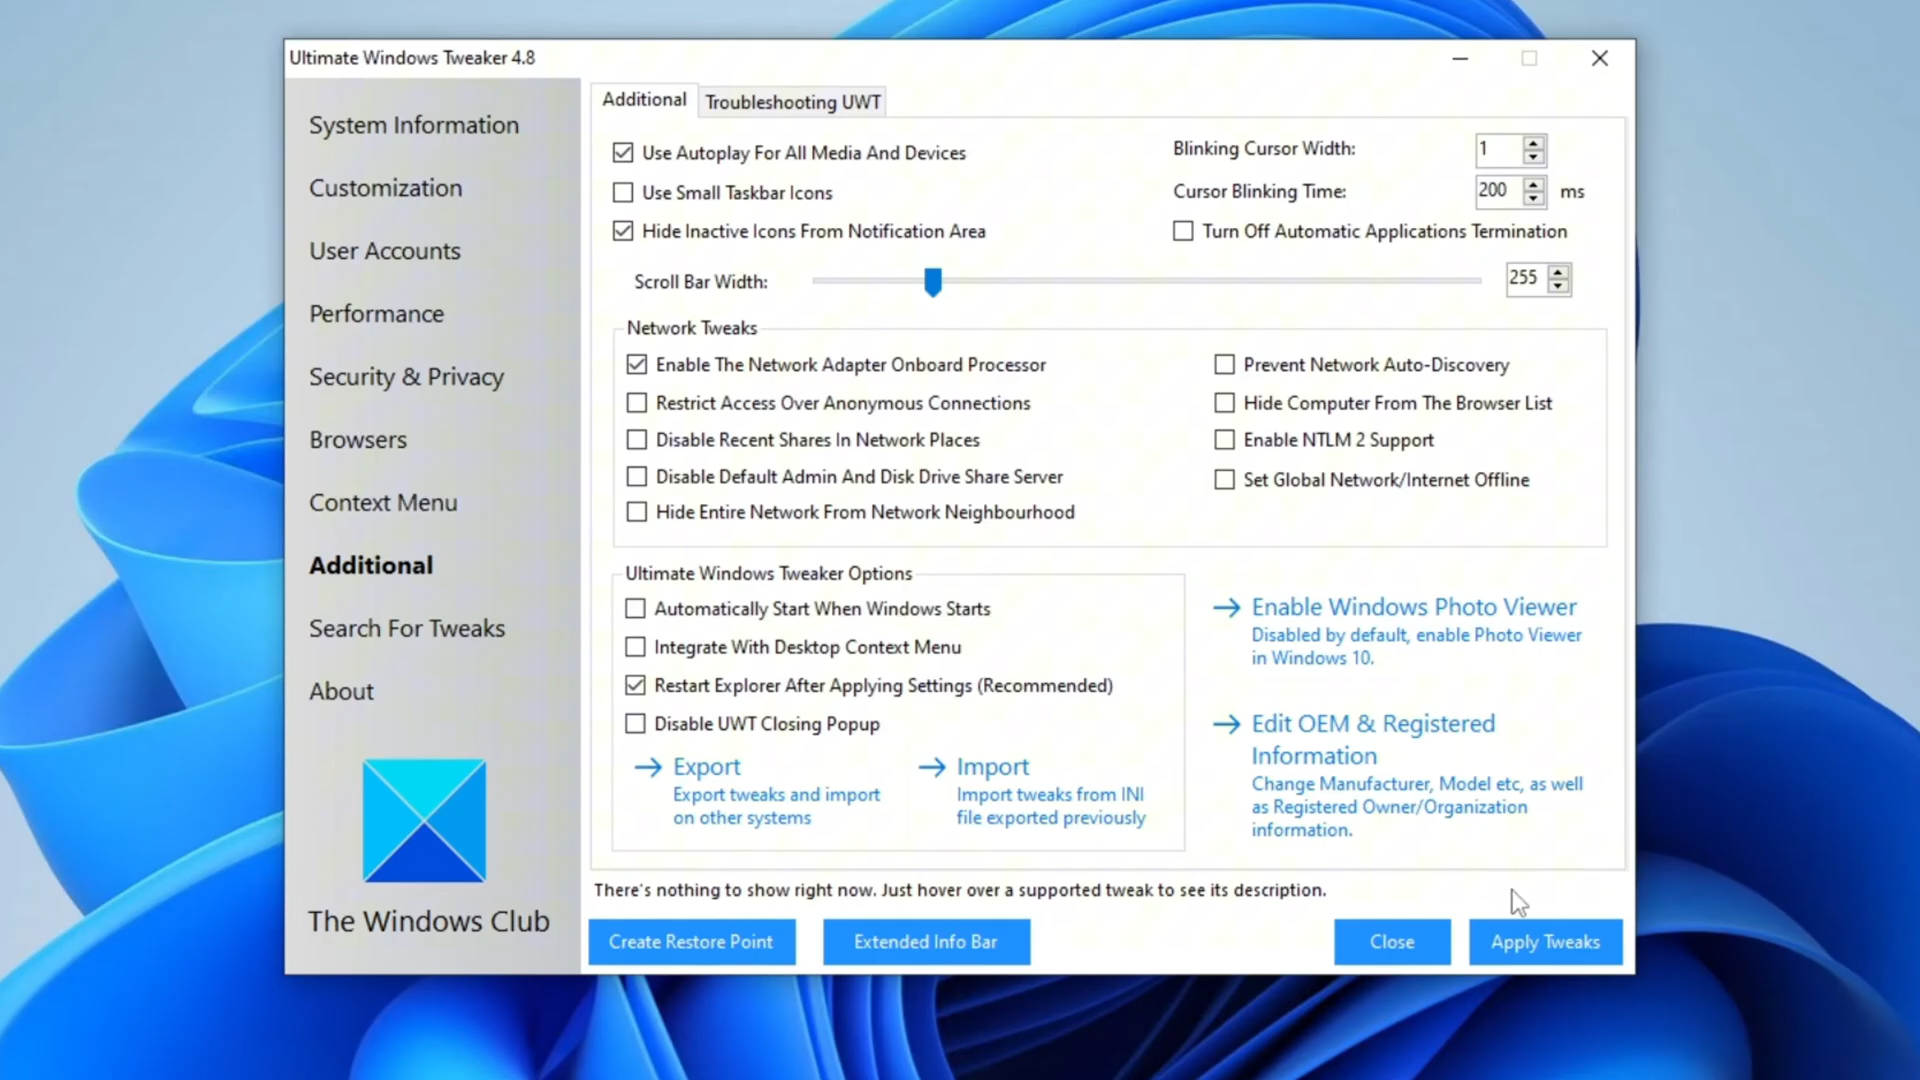 Ultimate Windows Tweaker 4.8
System Information
Customization
User Accounts
Performance
Security & Privacy
Browsers
Context Menu
Additional
Search For Tweaks
About
The Windows Club
Additional
Troubleshooting UWT
Use Autoplay For All Media And Devices
Use Small Taskbar Icons
Hide Inactive Icons From Notification Area
Blinking Cursor Width: 1
Cursor Blinking Time: 200 ms
Turn Off Automatic Applications Termination
Scroll Bar Width: 255
Network Tweaks
Enable The Network Adapter Onboard Processor
Restrict Access Over Anonymous Connections
Disable Recent Shares In Network Places
Disable Default Admin And Disk Drive Share Server
Hide Entire Network From Network Neighbourhood
Prevent Network Auto-Discovery
Hide Computer From The Browser List
Enable NTLM 2 Support
Set Global Network/Internet Offline
Ultimate Windows Tweaker Options
Automatically Start When Windows Starts
Integrate With Desktop Context Menu
Restart Explorer After Applying Settings (Recommended)
Disable UWT Closing Popup
Export
Export tweaks and import
on other systems
Import
Import tweaks from INI
file exported previously
Enable Windows Photo Viewer
Disabled by default, enable Photo Viewer
in Windows 10.
Edit OEM & Registered
Information
Change Manufacturer, Model etc, as well
as Registered Owner/Organization
information.
There's nothing to show right now. Just hover over a supported tweak to see its description.
Create Restore Point
Extended Info Bar
Close
Apply Tweaks